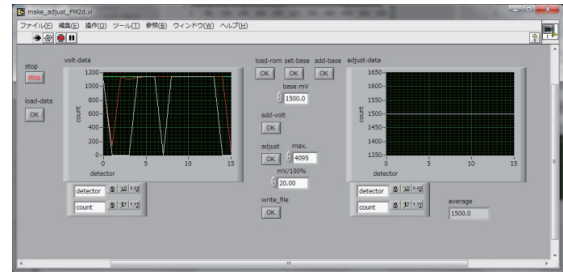 make_adjust_FM2d.vi
ファイル(F) 編集(E) 操作(O) ツール(T) 参照(B) ウィンドウ(W) ヘルプ(H)
stop
stop
load-data
OK
volt-data
1200
1000
800
600
400
200
0
count
0 5 10 15
detector
detector
count
load-rom set-base add-base
OK OK OK
base mV
1500.0
add-volt
OK
adjust max.
OK 4095
mV/100%
20.00
write_file
OK
adjust-data
1650
1600
1550
1500
1450
1400
1350
count
0 5 10 15
detector
detector
count
average
1500.0